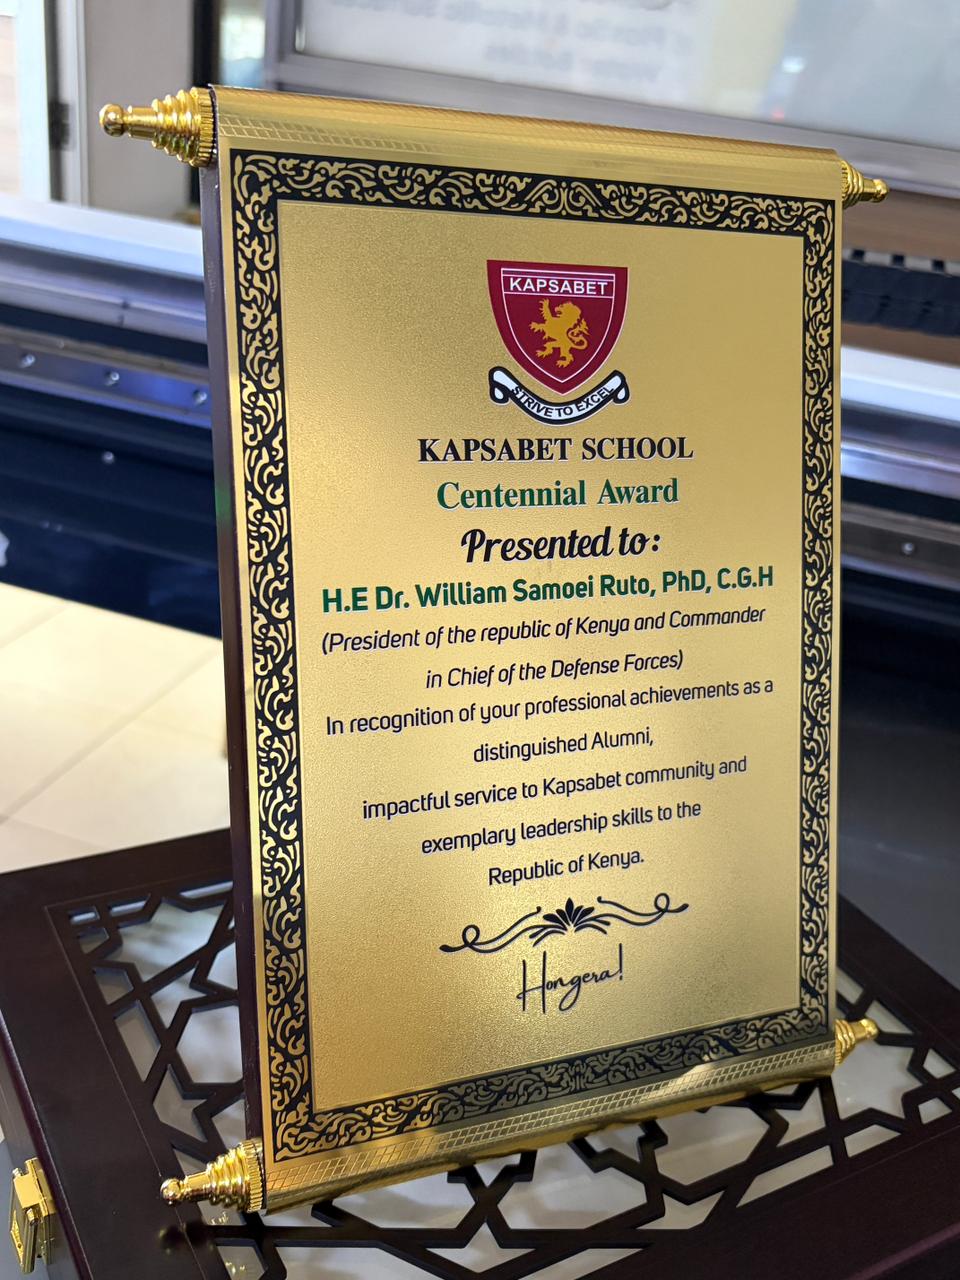 KAPSABET
STRIVE TO EXCEL
KAPSABET SCHOOL
Centennial Award
Presented to:
H.E Dr. William Samoei Ruto, PhD, C.G.H
(President of the republic of Kenya and Commander
in Chief of the Defense Forces)
In recognition of your professional achievements as a
distinguished Alumni,
impactful service to Kapsabet community and
exemplary leadership skills to the
Republic of Kenya.
Hongera!